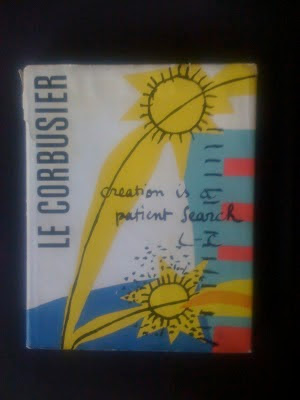 LE CORBUSIER
creation is a
patient search
L-C